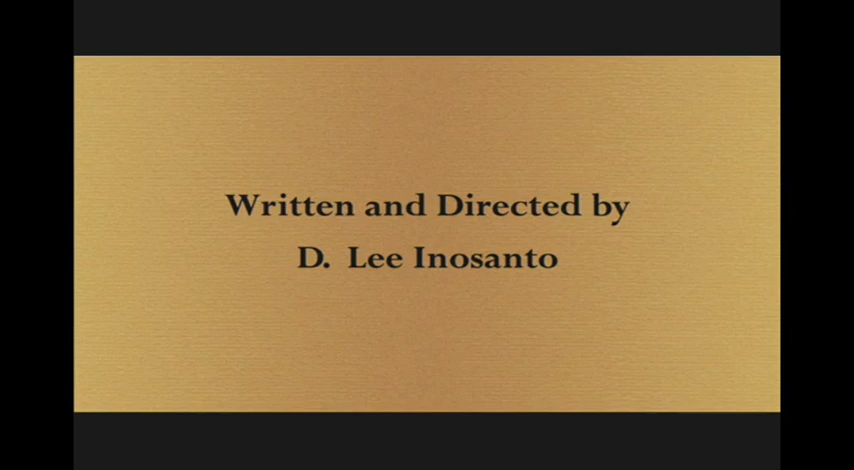 Written and Directed by
D. Lee Inosanto